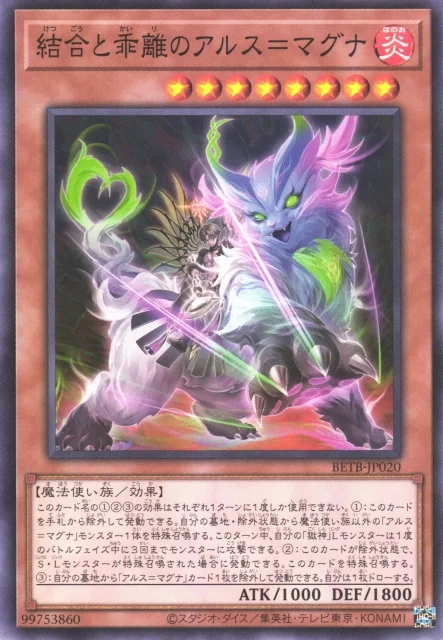 結合と乖離のアルス＝マグナ
炎
BETB-JP020
【魔法使い族／効果】
このカード名の①②③の効果はそれぞれ1ターンに1度しか使用できない。①：このカード
を手札から除外して発動できる。自分の墓地・除外状態から魔法使い族以外の「アルス
＝マグナ」モンスター1体を特殊召喚する。このターン中、自分の「獄神」Lモンスターは1度
のバトルフェイズ中に3回までモンスターに攻撃できる。②：このカードが除外状態で、
S・Lモンスターが特殊召喚された場合に発動できる。このカードを特殊召喚する。
③：自分の墓地から「アルス＝マグナ」カード1枚を除外して発動できる。自分は1枚ドローする。
ATK/1000 DEF/1800
99753860
©スタジオ・ダイス／集英社・テレビ東京・KONAMI